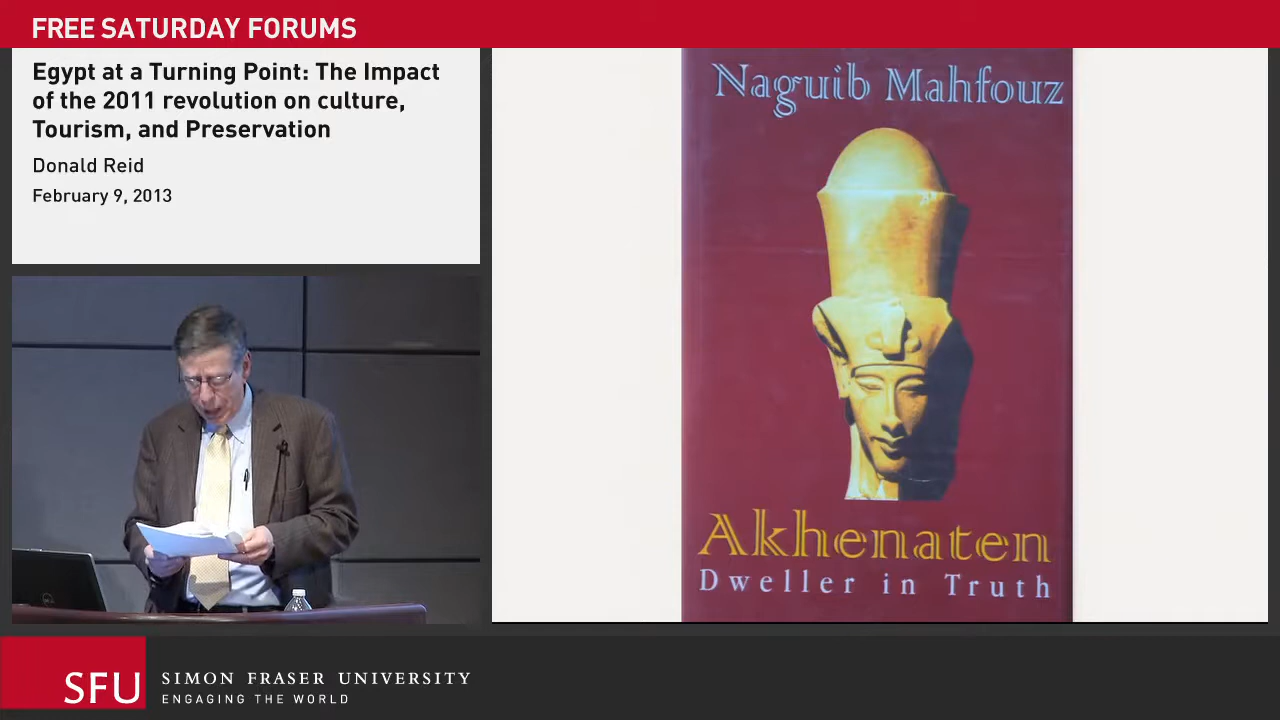 FREE SATURDAY FORUMS
Egypt at a Turning Point: The Impact
of the 2011 revolution on culture,
Tourism, and Preservation
Donald Reid
February 9, 2013
Naguib Mahfouz
Akhenaten
Dweller in Truth
SFU
SIMON FRASER UNIVERSITY
ENGAGING THE WORLD